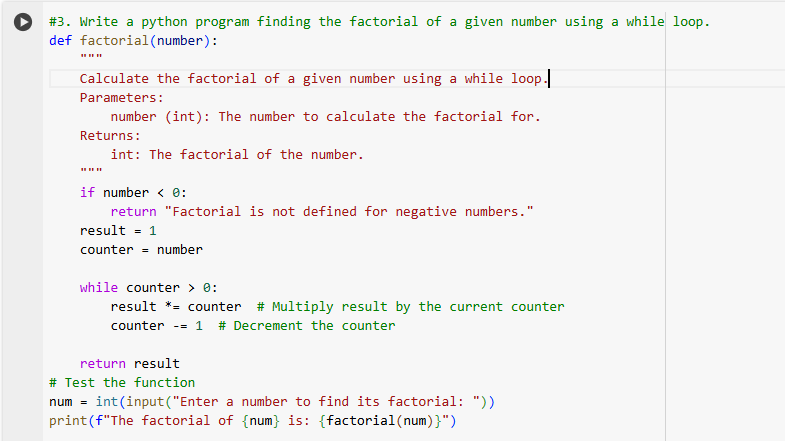 #3. Write a python program finding the factorial of a given number using a while loop.
def factorial(number):
    """
    Calculate the factorial of a given number using a while loop.
    Parameters:
        number (int): The number to calculate the factorial for.
    Returns:
        int: The factorial of the number.
    """
    if number < 0:
        return "Factorial is not defined for negative numbers."
    result = 1
    counter = number

    while counter > 0:
        result *= counter  # Multiply result by the current counter
        counter -= 1  # Decrement the counter

    return result
# Test the function
num = int(input("Enter a number to find its factorial: "))
print(f"The factorial of {num} is: {factorial(num)}")